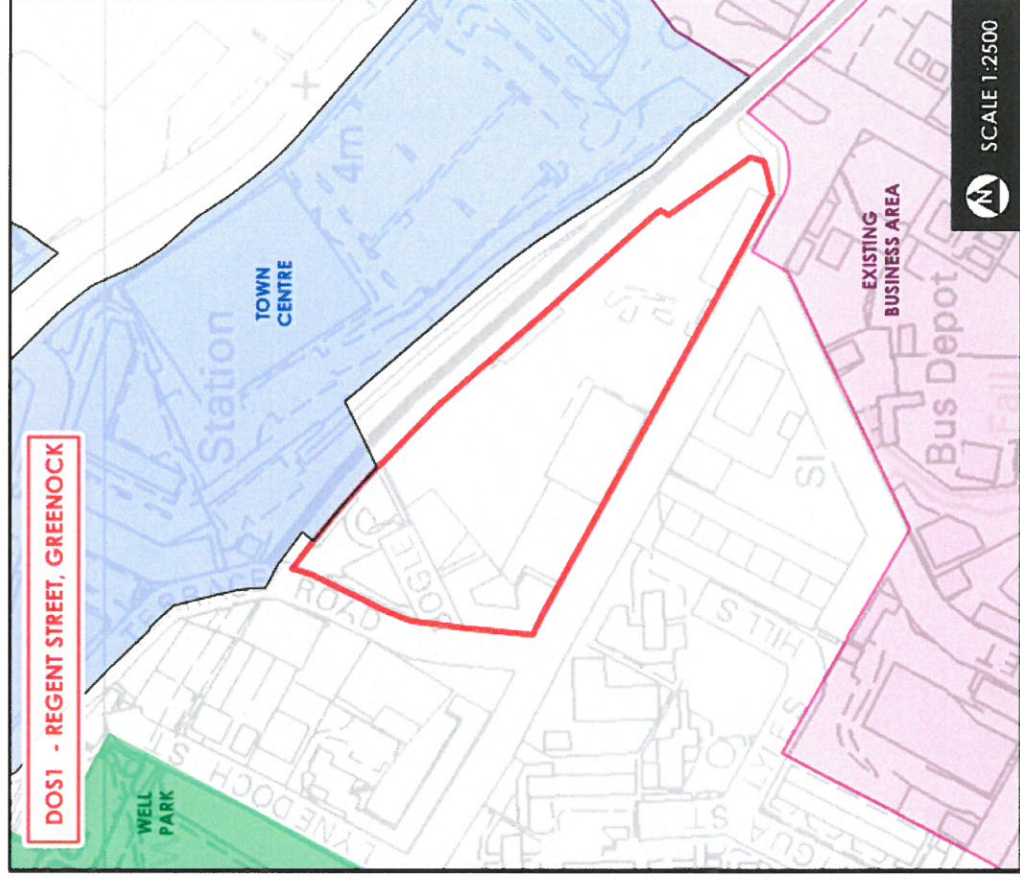 DOS1 - REGENT STREET, GREENOCK
WELL
PARK
TOWN
CENTRE
Station
4m
ROAD
LYNEDOCH ST
HILL S
ST
Bus Depot
EXISTING
BUSINESS AREA
N
SCALE 1:2500